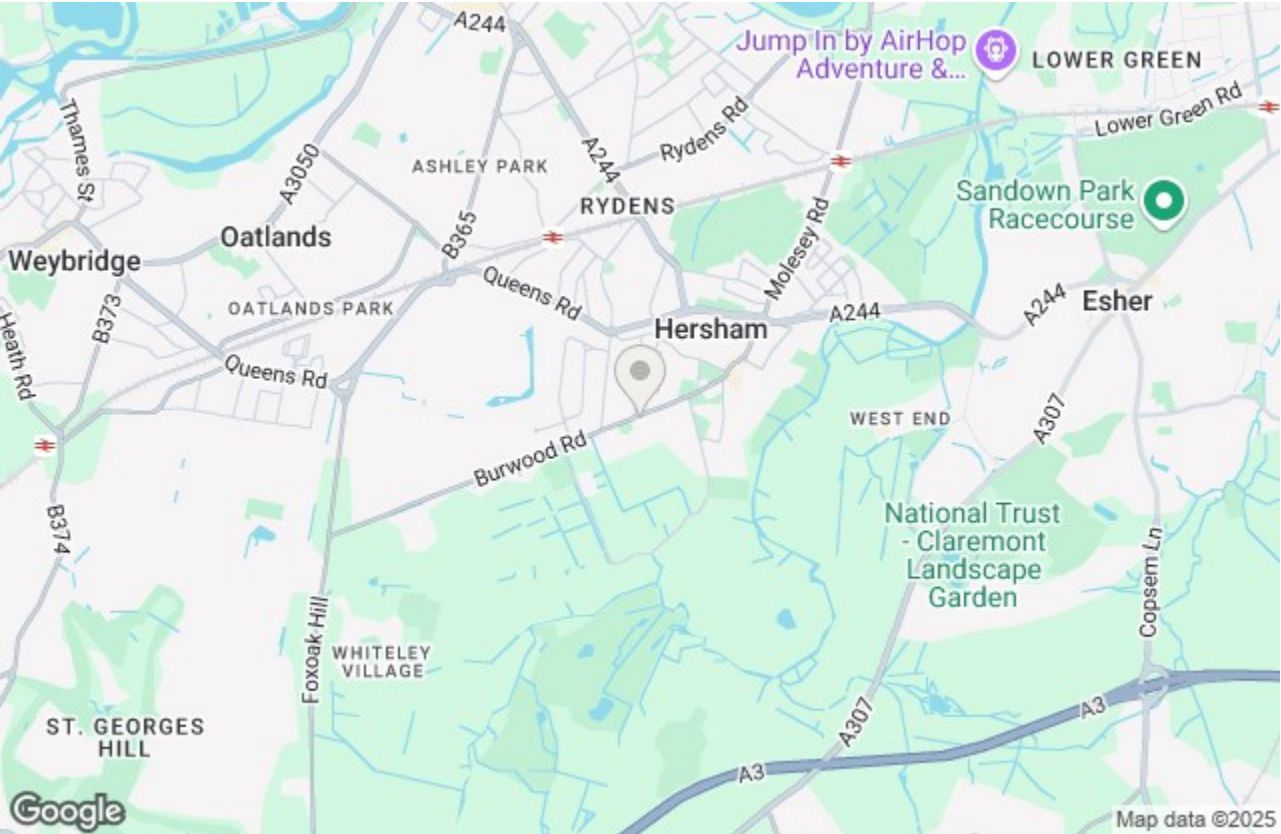 A244
Jump In by AirHop
Adventure &...
LOWER GREEN
Thames St
A3050
ASHLEY PARK
A244
Rydens Rd
Lower Green Rd
RYDENS
Sandown Park
Racecourse
Weybridge
Oatlands
B365
Molesey Rd
B373
OATLANDS PARK
Queens Rd
Hersham
A244
A244
Esher
Heath Rd
Queens Rd
WEST END
A307
Burwood Rd
B374
National Trust
- Claremont
Landscape
Garden
Copsem Ln
Foxoak Hill
WHITELEY
VILLAGE
ST. GEORGES
HILL
A307
A3
A3
Google
Map data ©2025